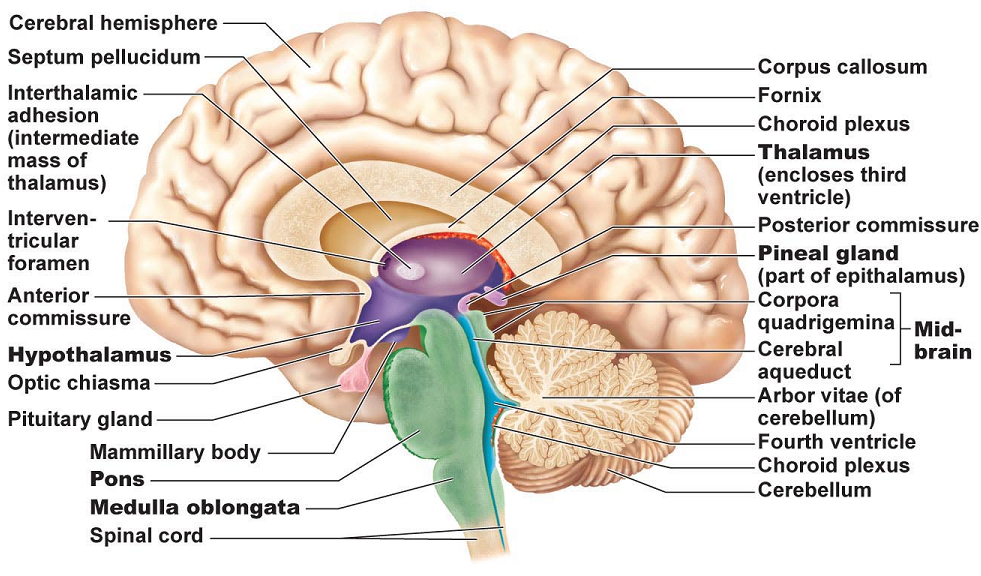 Cerebral hemisphere
Septum pellucidum
Interthalamic
adhesion
(intermediate
mass of
thalamus)
Interven-
tricular
foramen
Anterior
commissure
Hypothalamus
Optic chiasma
Pituitary gland
Mammillary body
Pons
Medulla oblongata
Spinal cord
Corpus callosum
Fornix
Choroid plexus
Thalamus
(encloses third
ventricle)
Posterior commissure
Pineal gland
(part of epithalamus)
Corpora
quadrigemina
Cerebral
aqueduct
Mid-
brain
Arbor vitae (of
cerebellum)
Fourth ventricle
Choroid plexus
Cerebellum